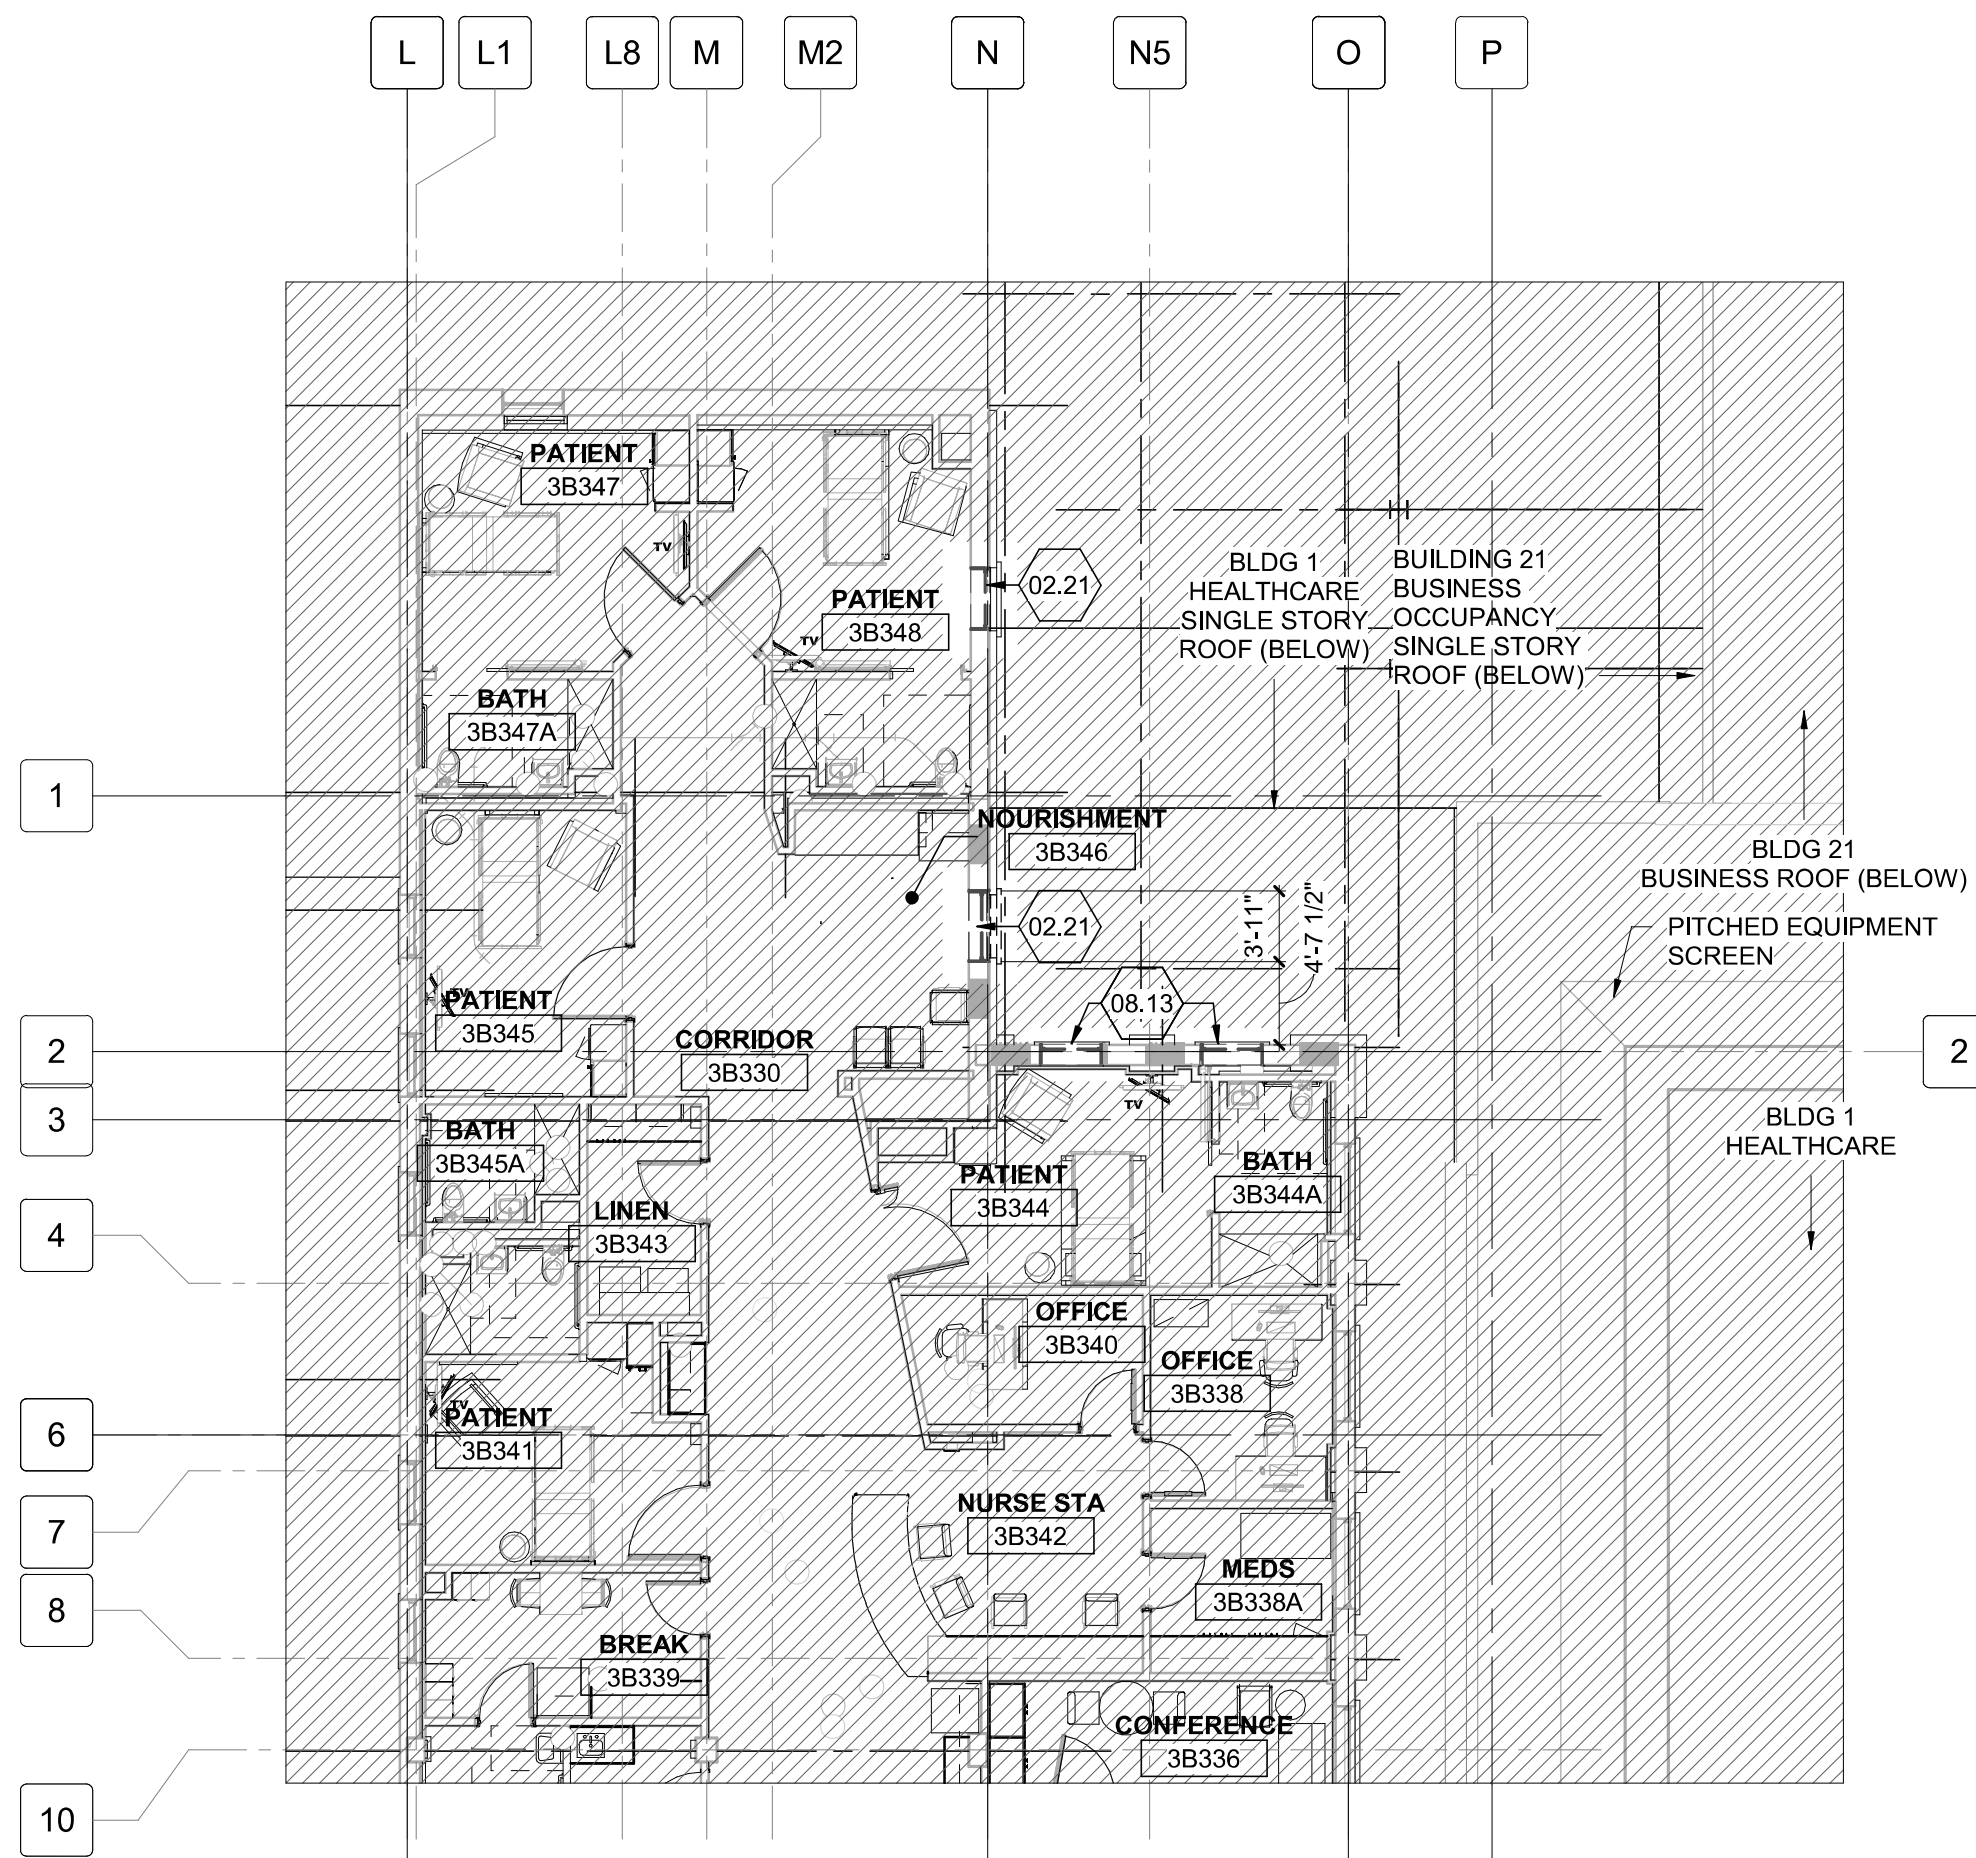 L
L1
L8
M
M2
N
N5
O
P
PATIENT
3B347
TV
PATIENT
3B348
TV
02.21
BLDG 1
HEALTHCARE
SINGLE STORY
ROOF (BELOW)
BUILDING 21
BUSINESS
OCCUPANCY
SINGLE STORY
ROOF (BELOW)
BATH
3B347A
1
NOURISHMENT
3B346
BLDG 21
BUSINESS ROOF (BELOW)
02.21
3'-11"
4'-7 1/2"
PITCHED EQUIPMENT
SCREEN
TV
PATIENT
3B345
08.13
2
CORRIDOR
3B330
2
3
TV
BLDG 1
HEALTHCARE
BATH
3B345A
PATIENT
3B344
BATH
3B344A
4
LINEN
3B343
OFFICE
3B340
OFFICE
3B338
TV
PATIENT
3B341
6
7
NURSE STA
3B342
MEDS
3B338A
8
BREAK
3B339
CONFERENCE
3B336
10